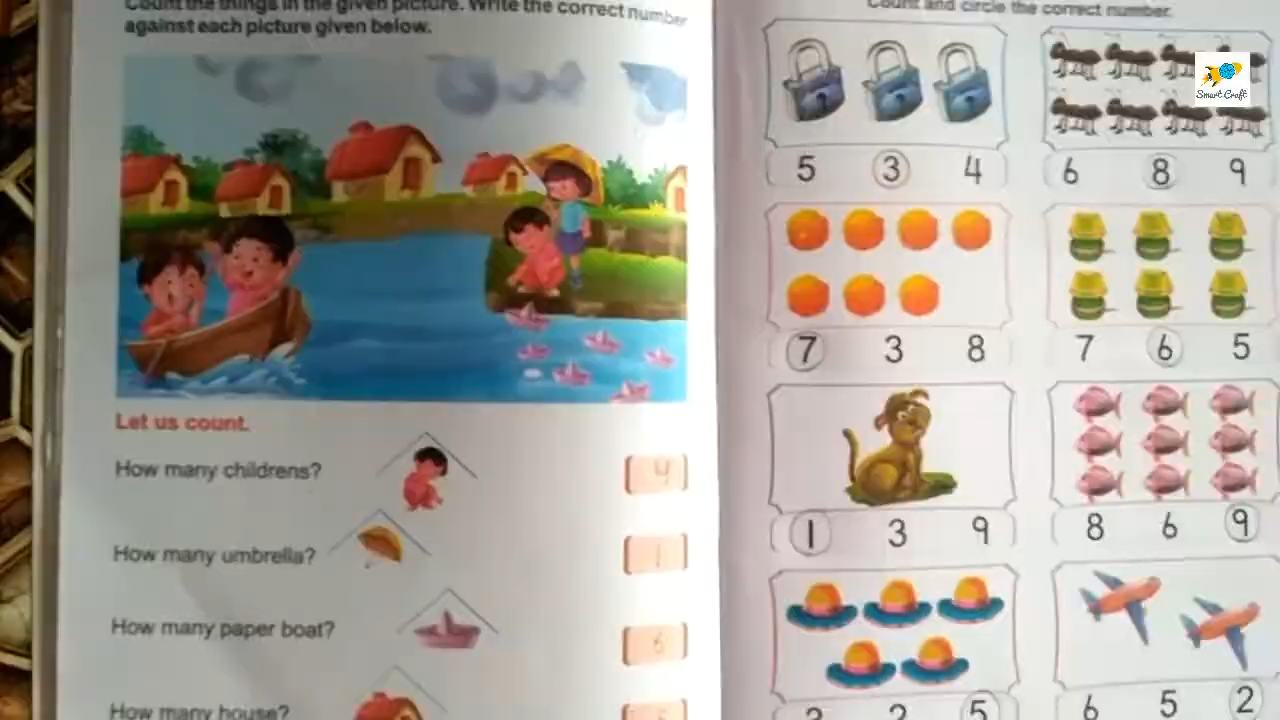 Count the things in the given picture. Write the correct number
against each picture given below.
Let us count.
How many childrens? 4
How many umbrella? 1
How many paper boat? 6
How many house?
Count and circle the correct number.
Smart Craft
5 3 4
6 8 9
7 3 8
7 6 5
1 3 9
8 6 9
3 2 5
6 5 2